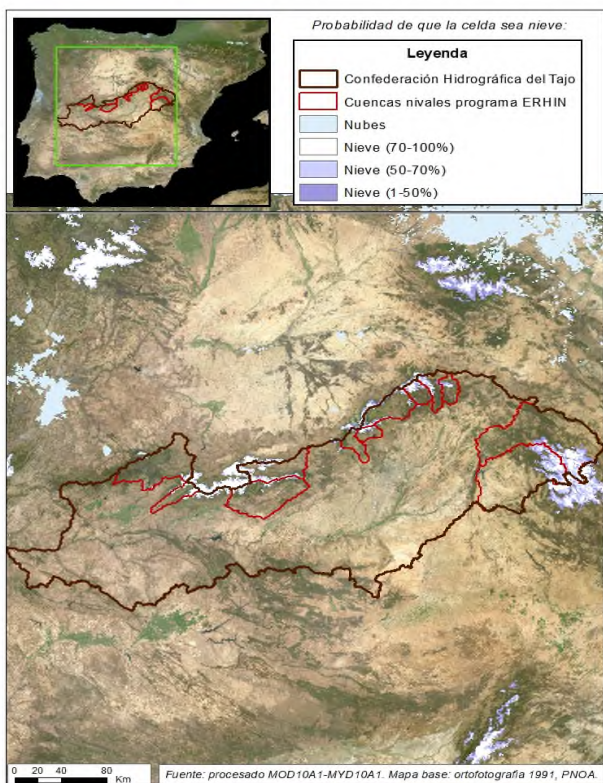 Probabilidad de que la celda sea nieve:
Leyenda
Confederación Hidrográfica del Tajo
Cuencas nivales programa ERHIN
Nubes
Nieve (70-100%)
Nieve (50-70%)
Nieve (1-50%)
0 20 40 80
Km
Fuente: procesado MOD10A1-MYD10A1. Mapa base: ortofotografía 1991, PNOA